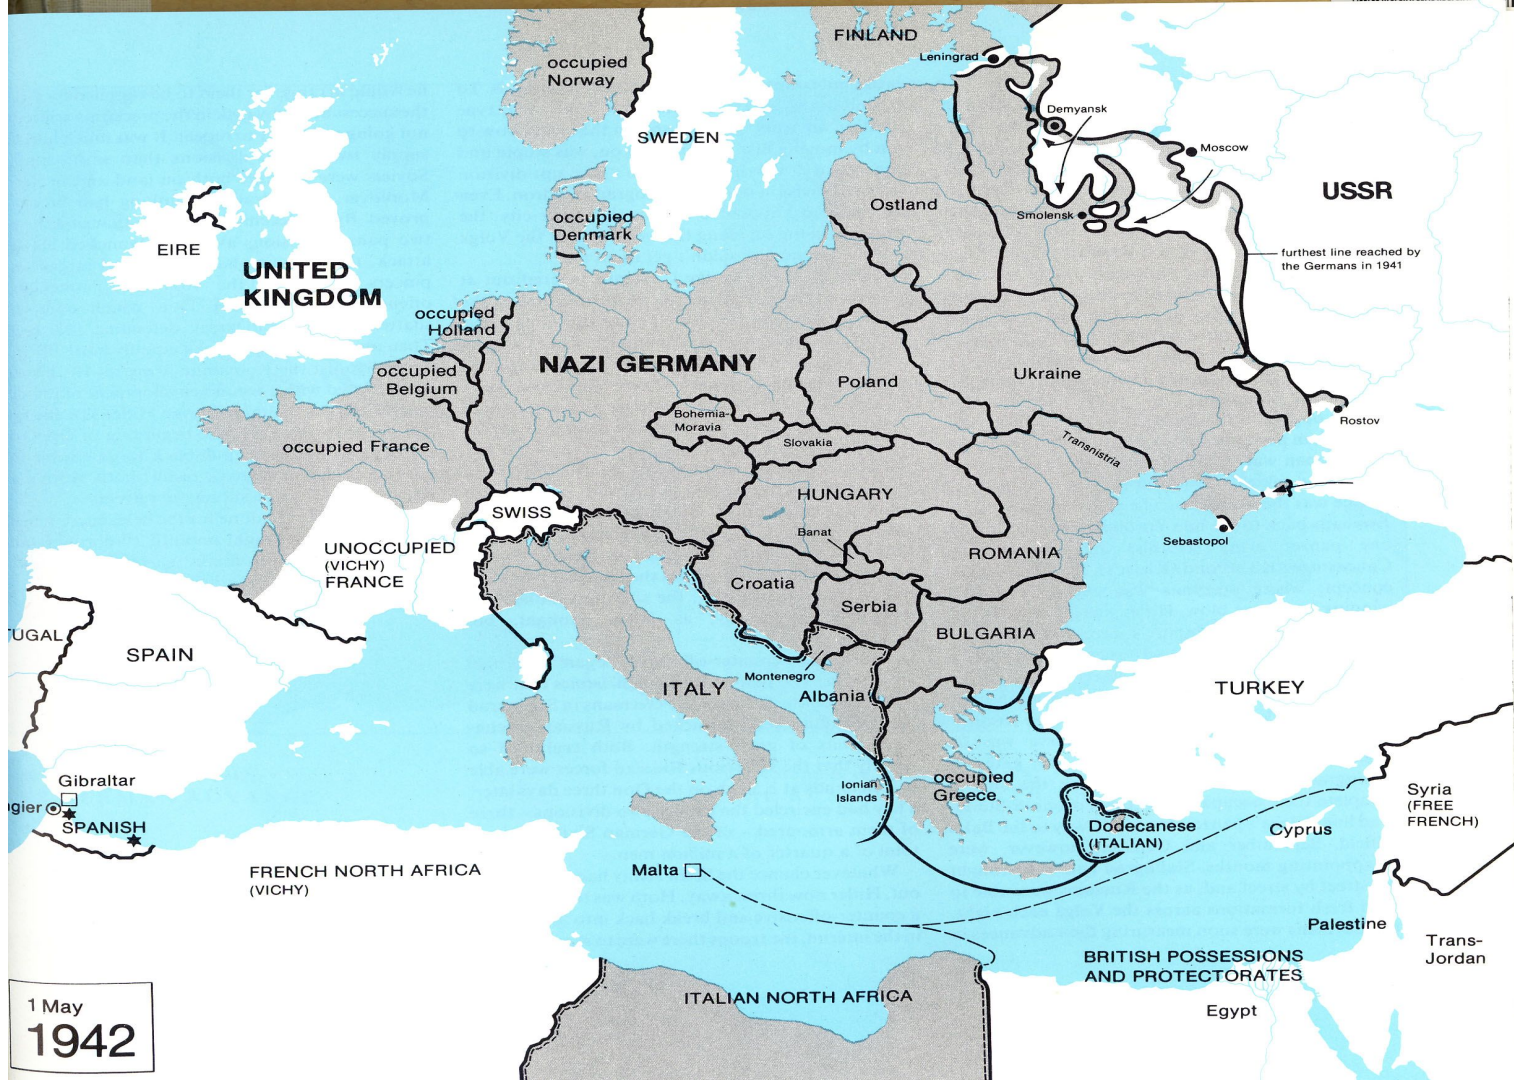 FINLAND
Leningrad
occupied
Norway
SWEDEN
Demyansk
Moscow
USSR
Ostland
Smolensk
occupied
Denmark
EIRE
UNITED
KINGDOM
furthest line reached by
the Germans in 1941
occupied
Holland
NAZI GERMANY
occupied
Belgium
Poland
Ukraine
Bohemia-
Moravia
Rostov
occupied France
Slovakia
Transnistria
HUNGARY
SWISS
Banat
ROMANIA
Sebastopol
UNOCCUPIED
(VICHY)
FRANCE
Croatia
Serbia
BULGARIA
TUGAL
SPAIN
Montenegro
ITALY
Albania
TURKEY
Gibraltar
Ionian
Islands
occupied
Greece
Syria
(FREE
FRENCH)
gier
SPANISH
Dodecanese
(ITALIAN)
Cyprus
FRENCH NORTH AFRICA
(VICHY)
Malta
Palestine
Trans-
Jordan
BRITISH POSSESSIONS
AND PROTECTORATES
ITALIAN NORTH AFRICA
Egypt
1 May
1942